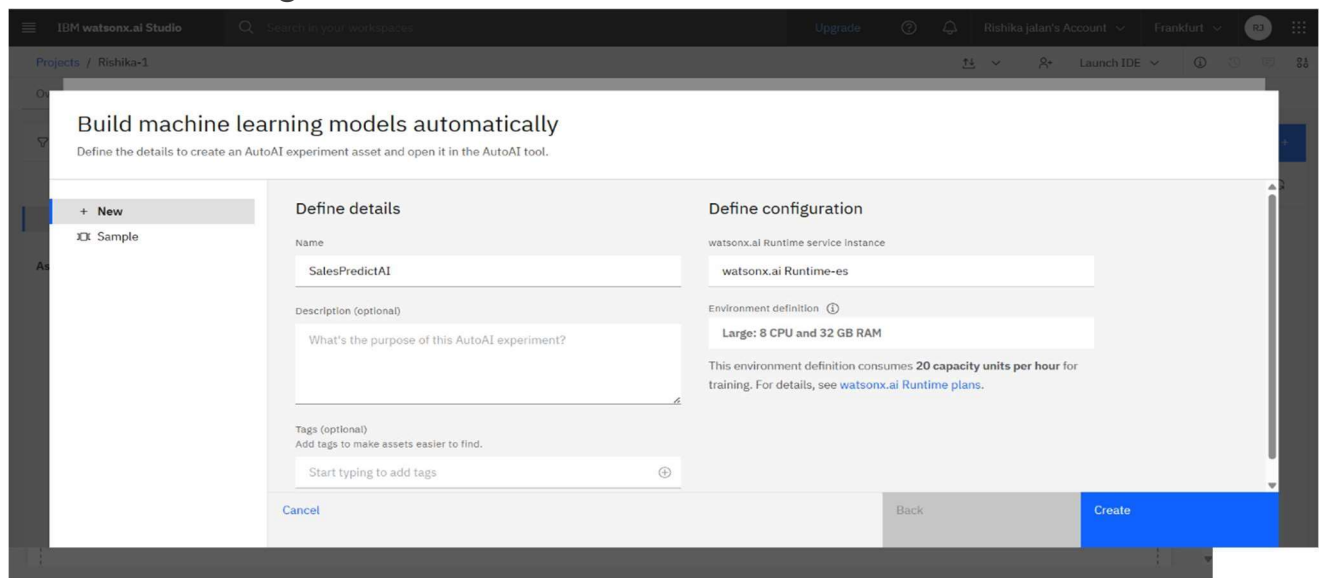 IBM watsonx.ai Studio
Search in your workspaces
Upgrade
Rishika jalan's Account
Frankfurt
RJ
Projects / Rishika-1
Launch IDE
Build machine learning models automatically
Define the details to create an AutoAI experiment asset and open it in the AutoAI tool.
+ New
Sample
Define details
Name
SalesPredictAI
Description (optional)
What's the purpose of this AutoAI experiment?
Tags (optional)
Add tags to make assets easier to find.
Start typing to add tags
Define configuration
watsonx.ai Runtime service instance
watsonx.ai Runtime-es
Environment definition
Large: 8 CPU and 32 GB RAM
This environment definition consumes 20 capacity units per hour for
training. For details, see watsonx.ai Runtime plans.
Cancel
Back
Create